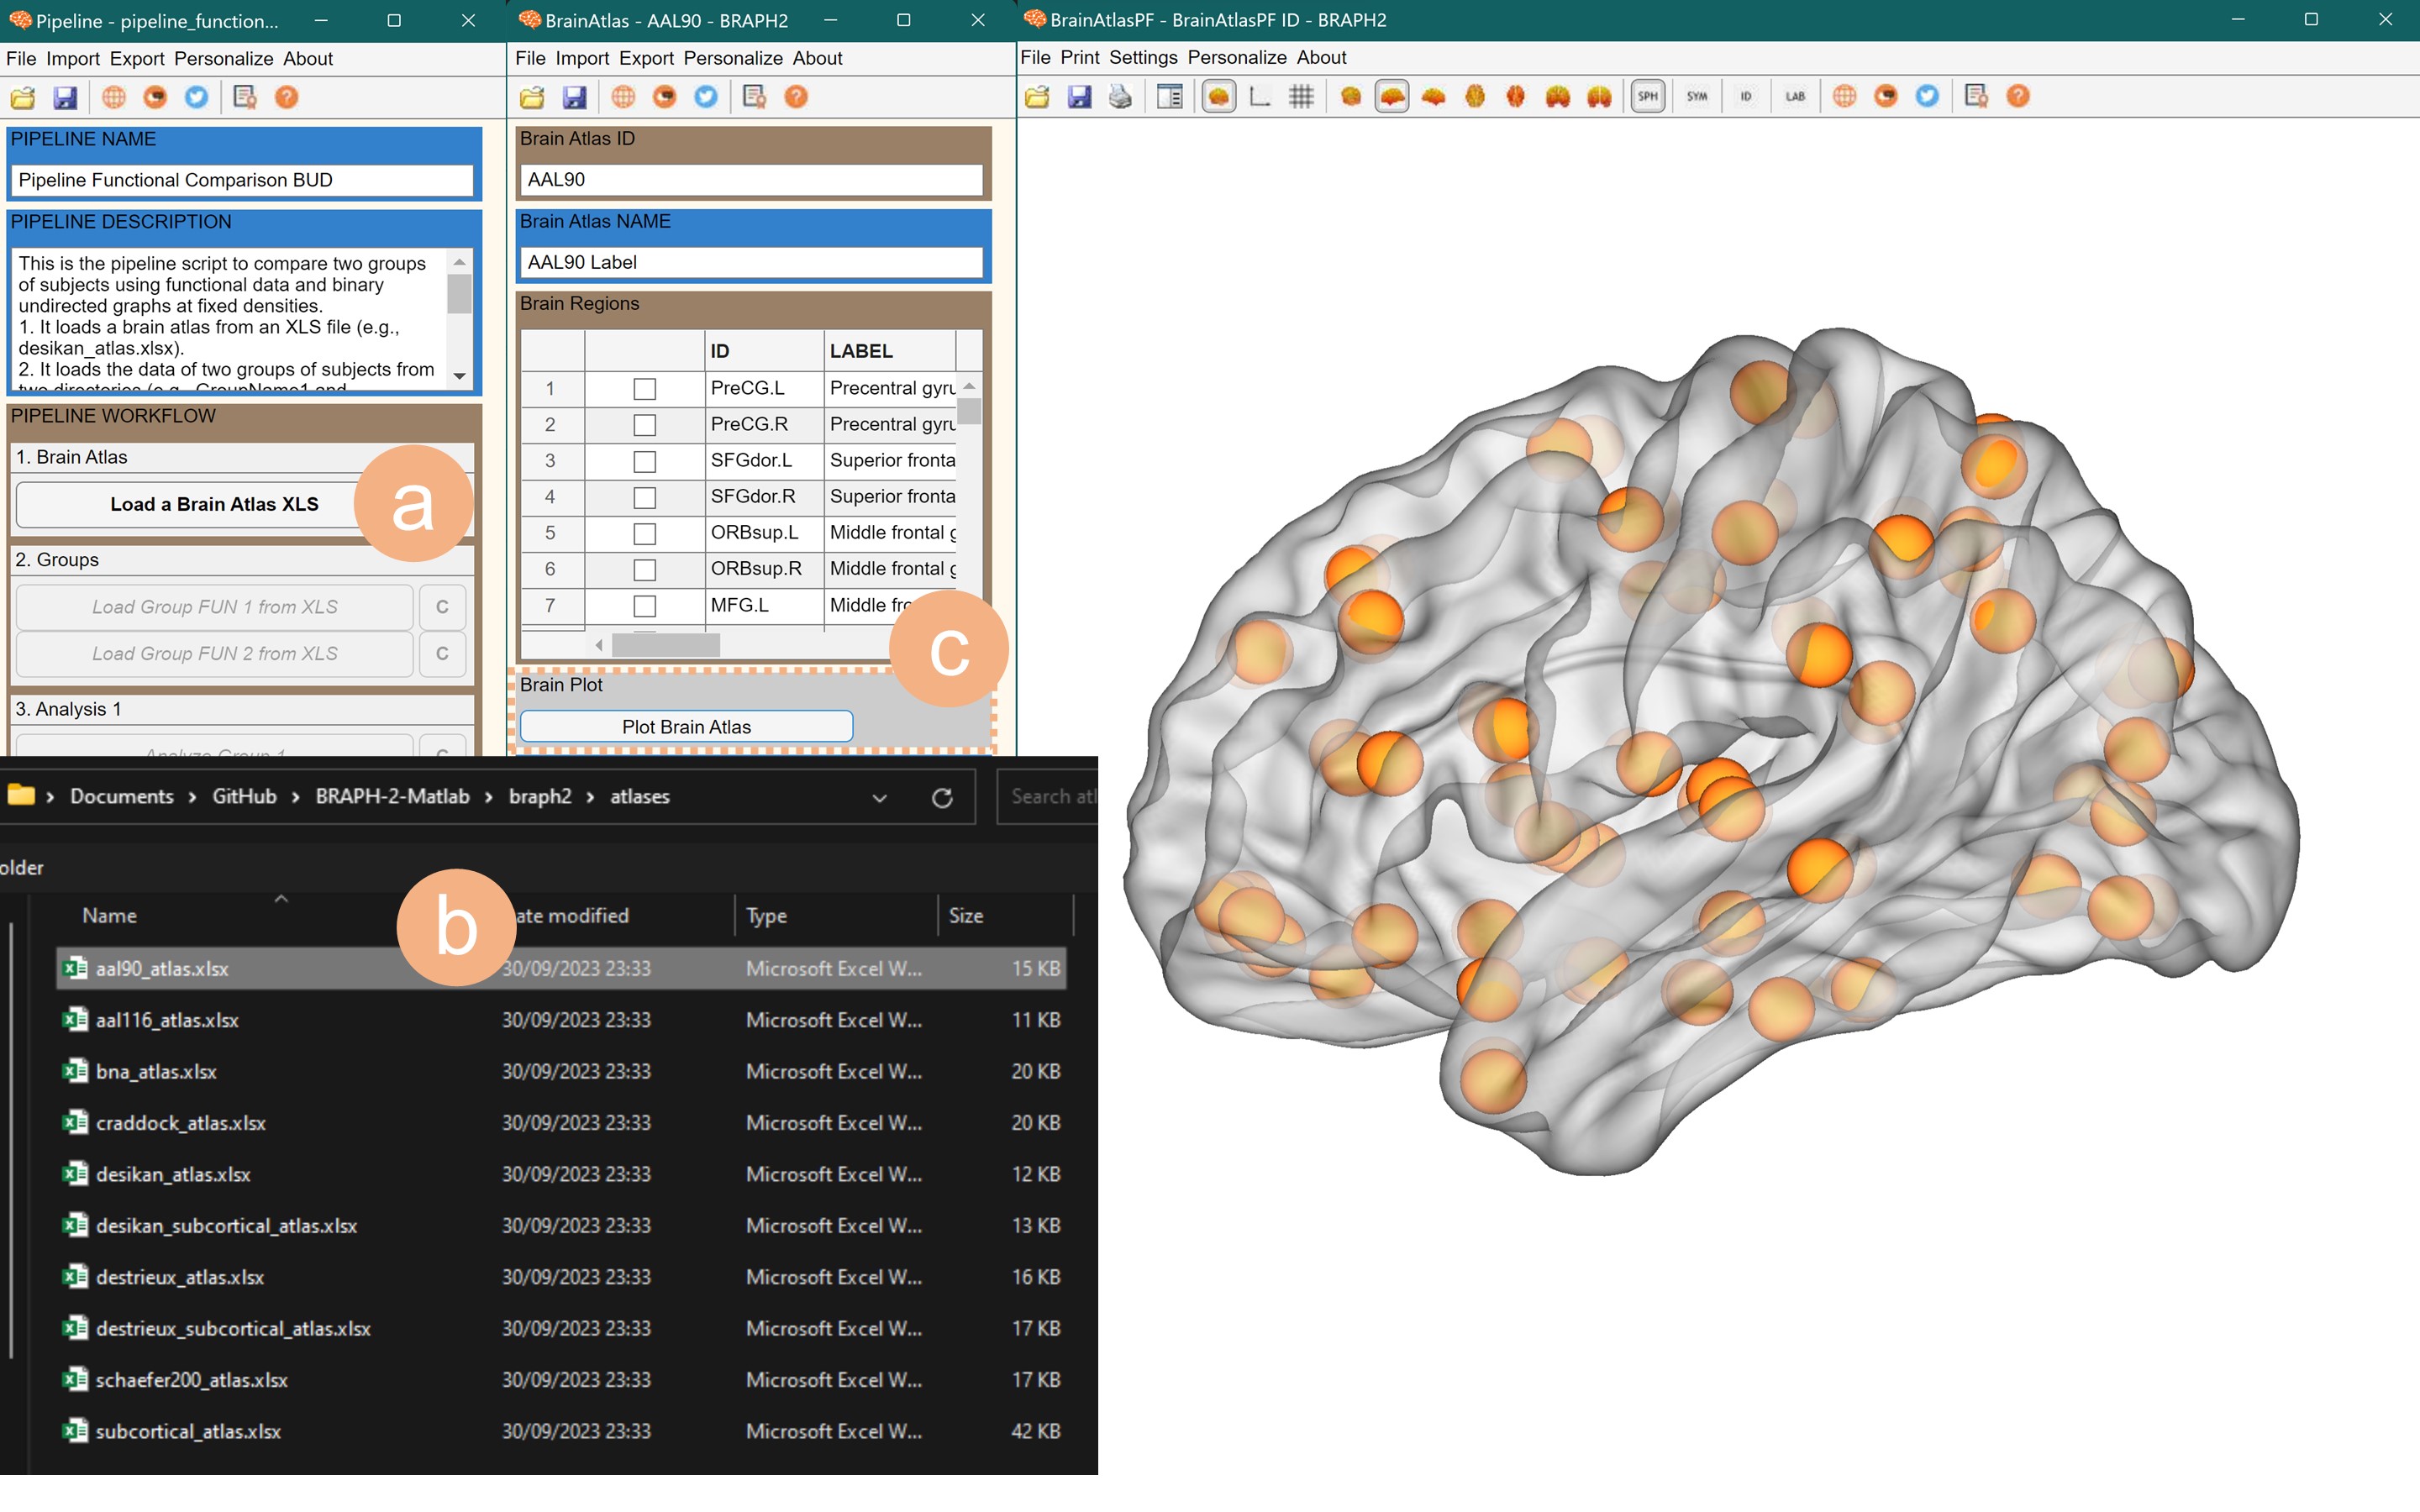 Pipeline - pipeline_function...
File Import Export Personalize About
PIPELINE NAME
Pipeline Functional Comparison BUD
PIPELINE DESCRIPTION
This is the pipeline script to compare two groups
of subjects using functional data and binary
undirected graphs at fixed densities.
1. It loads a brain atlas from an XLS file (e.g.,
desikan_atlas.xlsx).
2. It loads the data of two groups of subjects from
two directories (e.g., GroupName1 and
PIPELINE WORKFLOW
1. Brain Atlas
Load a Brain Atlas XLS
a
2. Groups
Load Group FUN 1 from XLS C
Load Group FUN 2 from XLS C
3. Analysis 1
Analyze Group 1 C
BrainAtlas - AAL90 - BRAPH2
File Import Export Personalize About
Brain Atlas ID
AAL90
Brain Atlas NAME
AAL90 Label
Brain Regions
ID LABEL
1 PreCG.L Precentral gyru
2 PreCG.R Precentral gyru
3 SFGdor.L Superior fronta
4 SFGdor.R Superior fronta
5 ORBsup.L Middle frontal g
6 ORBsup.R Middle frontal g
7 MFG.L Middle fro
c
Brain Plot
Plot Brain Atlas
BrainAtlasPF - BrainAtlasPF ID - BRAPH2
File Print Settings Personalize About
SPH SYM ID LAB
› Documents › GitHub › BRAPH-2-Matlab › braph2 › atlases
Search atl
older
b
Name ate modified Type Size
aal90_atlas.xlsx 30/09/2023 23:33 Microsoft Excel W... 15 KB
aal116_atlas.xlsx 30/09/2023 23:33 Microsoft Excel W... 11 KB
bna_atlas.xlsx 30/09/2023 23:33 Microsoft Excel W... 20 KB
craddock_atlas.xlsx 30/09/2023 23:33 Microsoft Excel W... 20 KB
desikan_atlas.xlsx 30/09/2023 23:33 Microsoft Excel W... 12 KB
desikan_subcortical_atlas.xlsx 30/09/2023 23:33 Microsoft Excel W... 13 KB
destrieux_atlas.xlsx 30/09/2023 23:33 Microsoft Excel W... 16 KB
destrieux_subcortical_atlas.xlsx 30/09/2023 23:33 Microsoft Excel W... 17 KB
schaefer200_atlas.xlsx 30/09/2023 23:33 Microsoft Excel W... 17 KB
subcortical_atlas.xlsx 30/09/2023 23:33 Microsoft Excel W... 42 KB